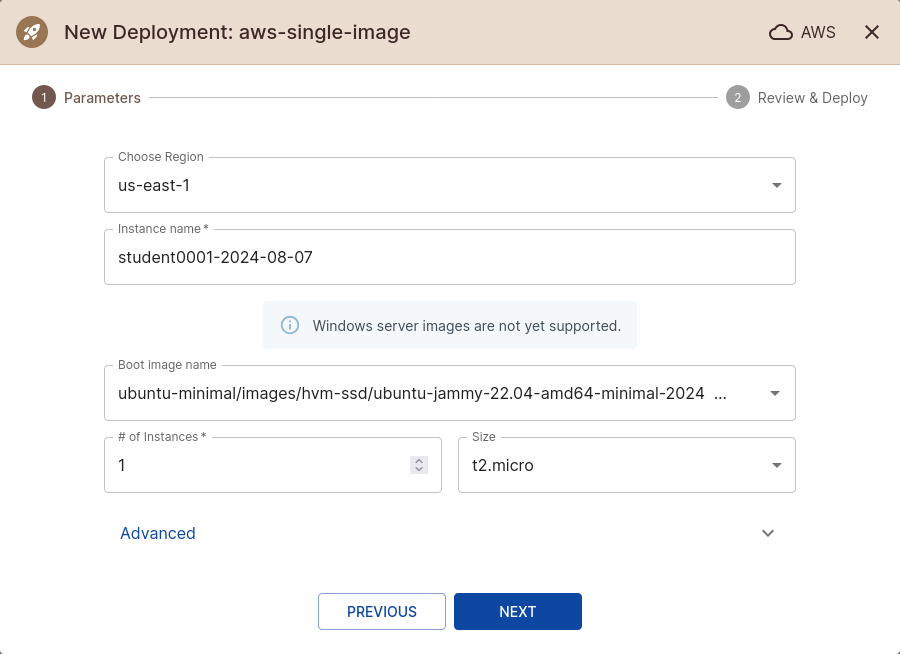 New Deployment: aws-single-image
AWS
1 Parameters
2 Review & Deploy
Choose Region
us-east-1
Instance name *
student0001-2024-08-07
Windows server images are not yet supported.
Boot image name
ubuntu-minimal/images/hvm-ssd/ubuntu-jammy-22.04-amd64-minimal-2024 ...
# of Instances *
1
Size
t2.micro
Advanced
PREVIOUS
NEXT